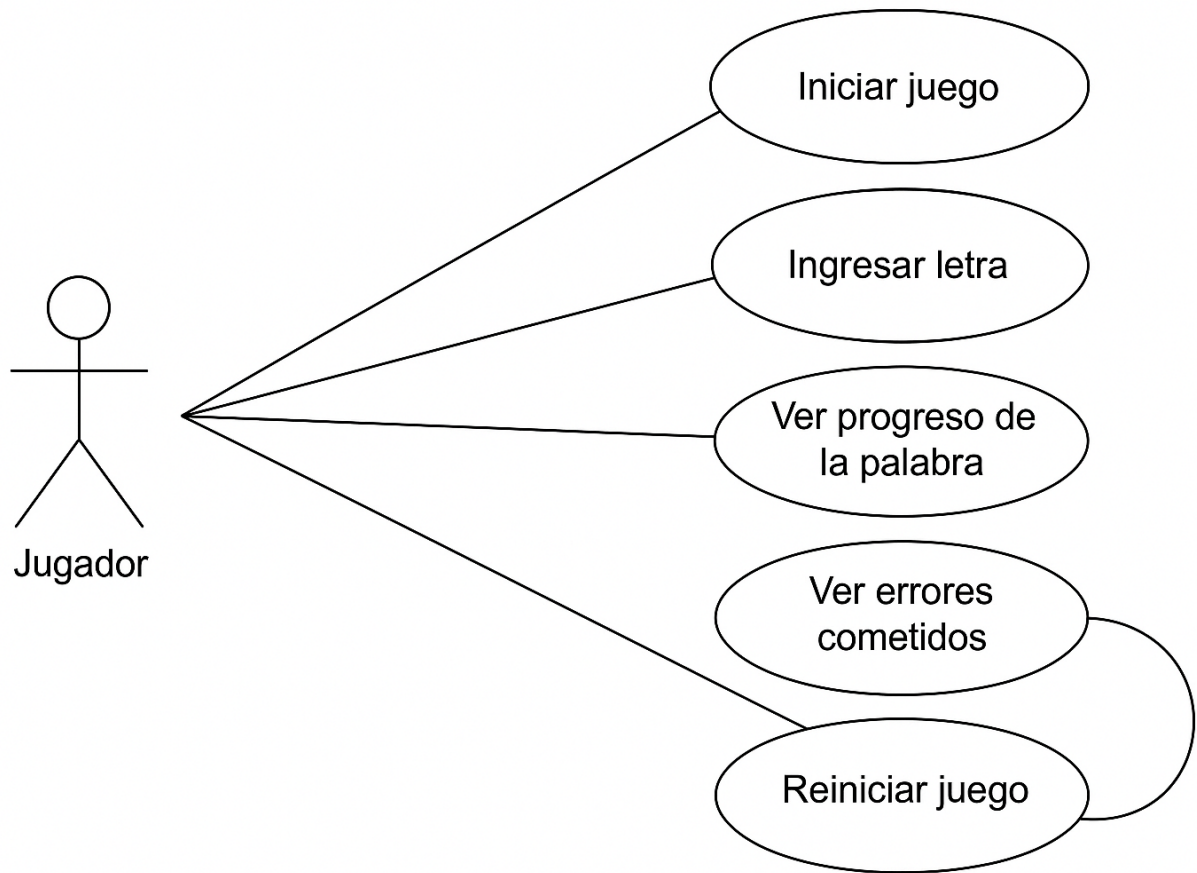 Iniciar juego
Ingresar letra
Ver progreso de
la palabra
Ver errores
cometidos
Reiniciar juego
Jugador